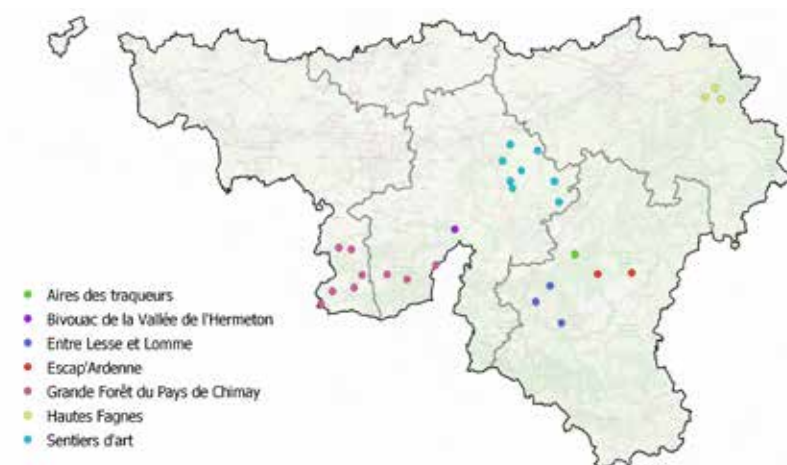 Aires des traqueurs
Bivouac de la Vallée de l'Hermeton
Entre Lesse et Lomme
Escap'Ardenne
Grande Forêt du Pays de Chimay
Hautes Fagnes
Sentiers d'art